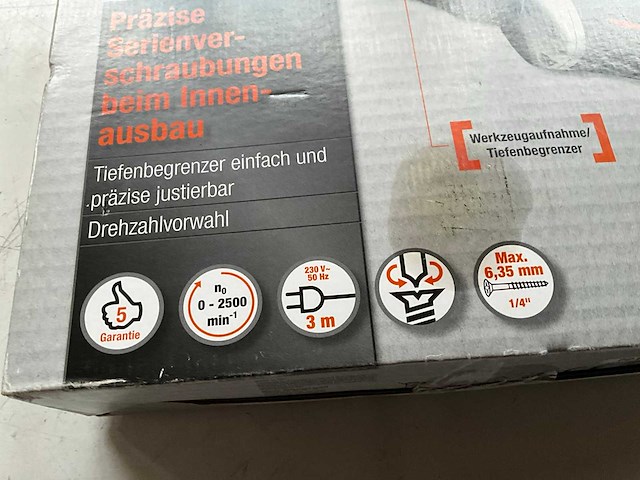 Präzise
Serienver-
schraubungen
beim Innen-
ausbau
Tiefenbegrenzer einfach und
präzise justierbar
Drehzahlvorwahl
[Werkzeugaufnahme/
Tiefenbegrenzer]
5
Garantie
n₀
0 - 2500
min⁻¹
230 V~
50 Hz
3 m
Max.
6,35 mm
1/4"